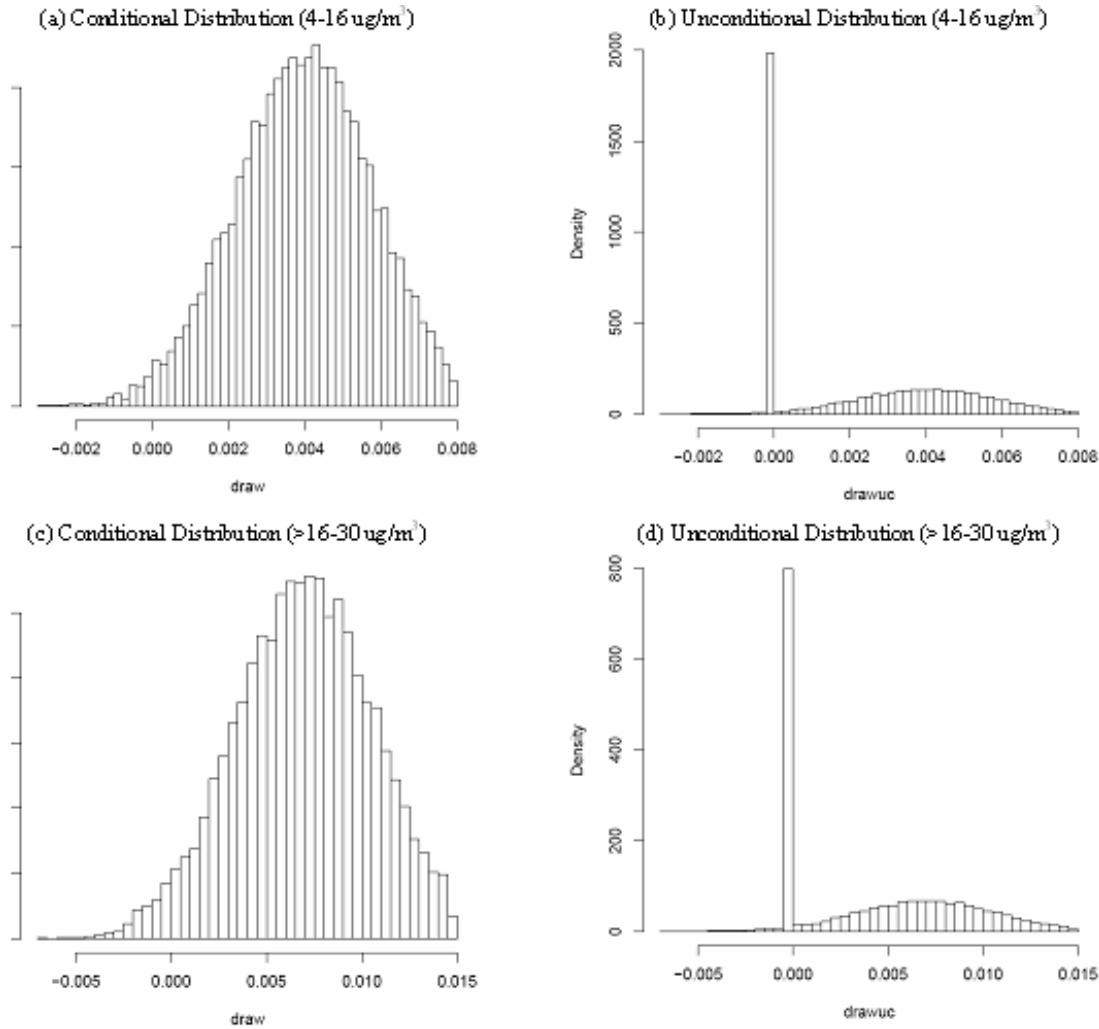 (a) Conditional Distribution (4-16 ug/m³)
(b) Unconditional Distribution (4-16 ug/m³)
Density
2000
1500
1000
500
0
-0.002 0.000 0.002 0.004 0.006 0.008
draw
-0.002 0.000 0.002 0.004 0.006 0.008
drawuc
(c) Conditional Distribution (>16-30 ug/m³)
(d) Unconditional Distribution (>16-30 ug/m³)
Density
800
600
400
200
0
-0.005 0.000 0.005 0.010 0.015
draw
-0.005 0.000 0.005 0.010 0.015
drawuc